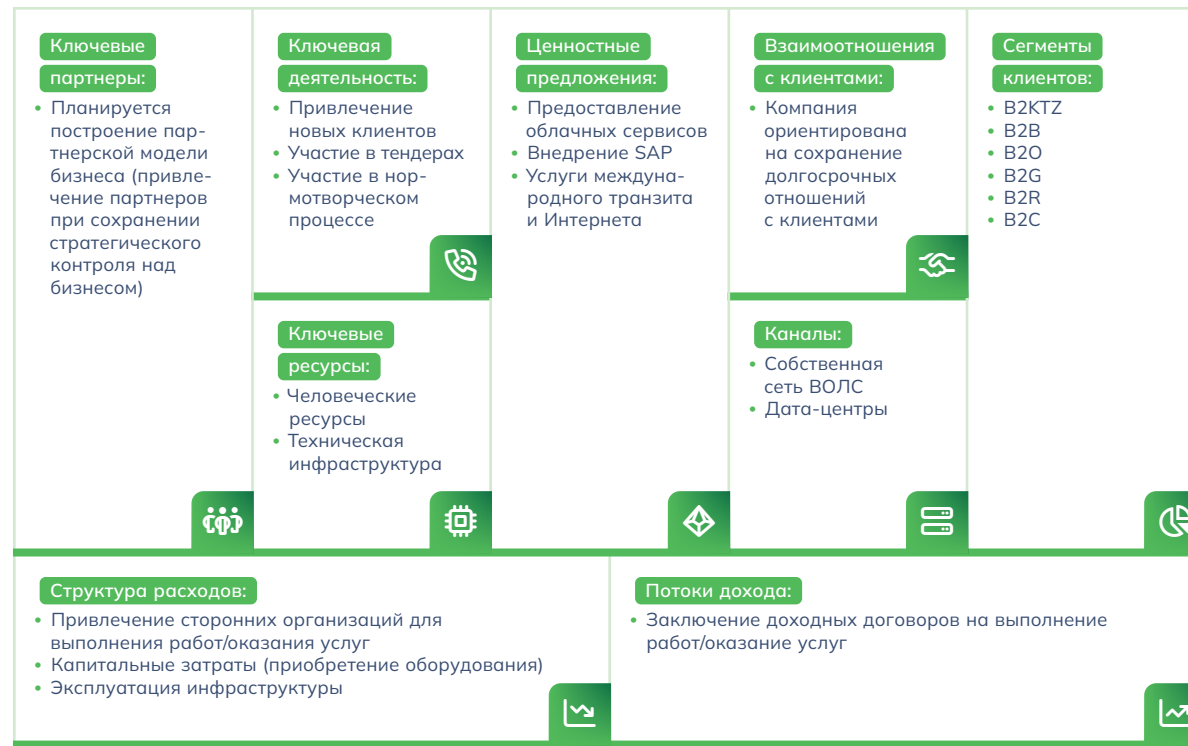 Ключевые
партнеры:
• Планируется
построение пар-
тнерской модели
бизнеса (привле-
чение партнеров
при сохранении
стратегического
контроля над
бизнесом)
Ключевая
деятельность:
• Привлечение
новых клиентов
• Участие в тендерах
• Участие в нор-
мотворческом
процессе
Ключевые
ресурсы:
• Человеческие
ресурсы
• Техническая
инфраструктура
Ценностные
предложения:
• Предоставление
облачных сервисов
• Внедрение SAP
• Услуги междуна-
родного транзита
и Интернета
Взаимоотношения
с клиентами:
• Компания
ориентирована
на сохранение
долгосрочных
отношений
с клиентами
Каналы:
• Собственная
сеть ВОЛС
• Дата-центры
Сегменты
клиентов:
• B2KTZ
• B2B
• B2O
• B2G
• B2R
• B2C
Структура расходов:
• Привлечение сторонних организаций для
выполнения работ/оказания услуг
• Капитальные затраты (приобретение оборудования)
• Эксплуатация инфраструктуры
Потоки дохода:
• Заключение доходных договоров на выполнение
работ/оказание услуг